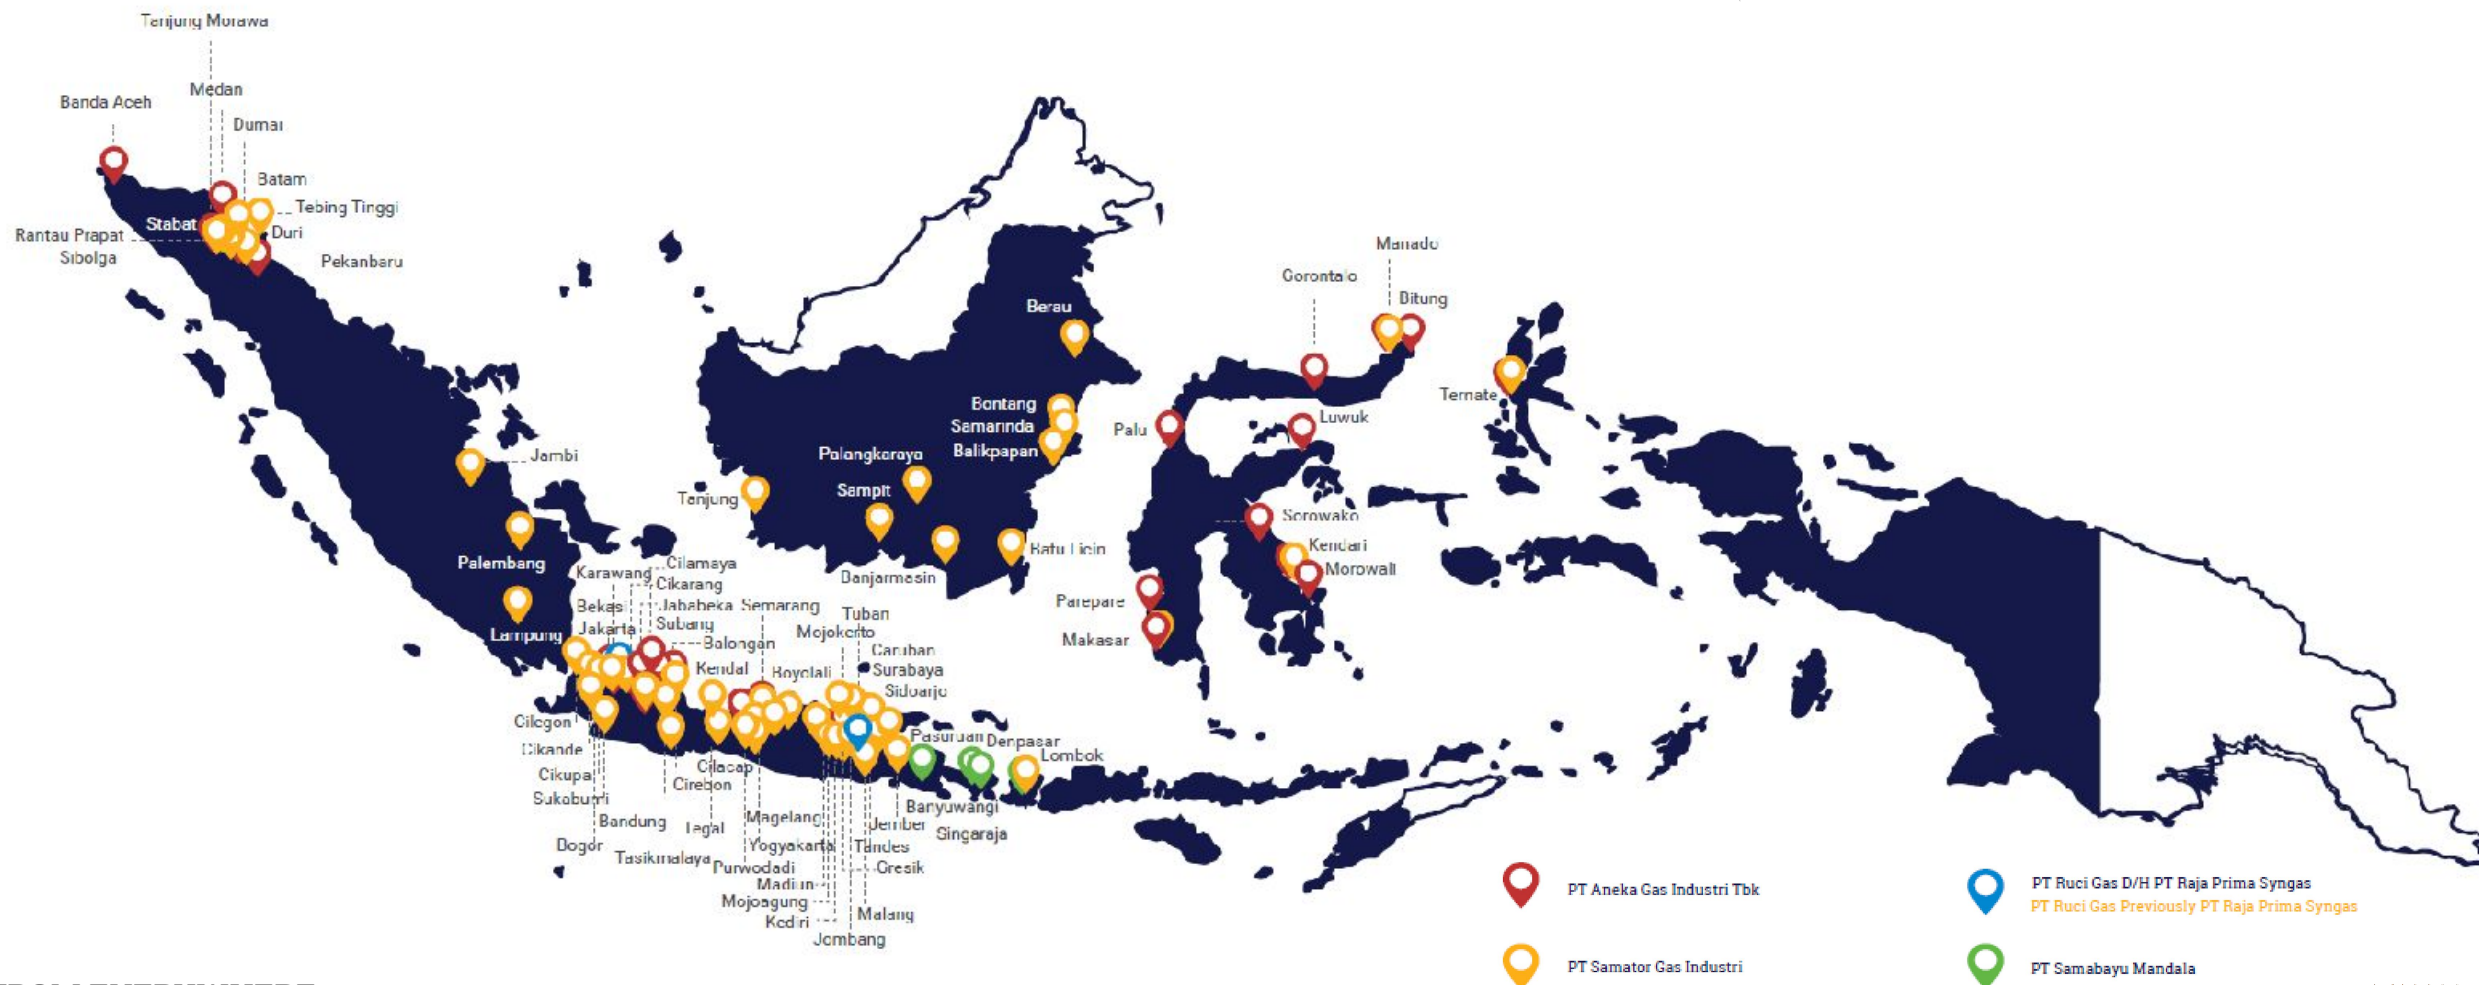 Tanjung Morawa
Medan
Banda Aceh
Dumai
Batam
Tebing Tinggi
Stabat
Duri
Rantau Prapat
Sibolga
Pekanbaru
Manado
Gorontalo
Bitung
Berau
Ternate
Bontang
Samarinda
Balikpapan
Palu
Luwuk
Palangkaraya
Sampit
Jambi
Tanjung
Sorowako
Kendari
Morowali
Batu Licin
Banjarmasin
Palembang
Parepare
Makasar
Lampung
Karawang
Cilamaya
Cikarang
Bekasi
Jababeka
Semarang
Jakarta
Subang
Tuban
Mojokerto
Balongan
Caruban
Kendal
Boyolali
Surabaya
Sidoarjo
Cilegon
Cikande
Cikupa
Sukabumi
Bandung
Bogor
Tasikmalaya
Cilacap
Cirebon
Tegal
Magelang
Yogyakarta
Purwodadi
Madiun
Mojoagung
Kediri
Jombang
Malang
Gresik
Tandes
Jember
Pasuruan
Denpasar
Lombok
Banyuwangi
Singaraja
PT Aneka Gas Industri Tbk
PT Samator Gas Industri
PT Ruci Gas D/H PT Raja Prima Syngas
PT Ruci Gas Previously PT Raja Prima Syngas
PT Samabayu Mandala